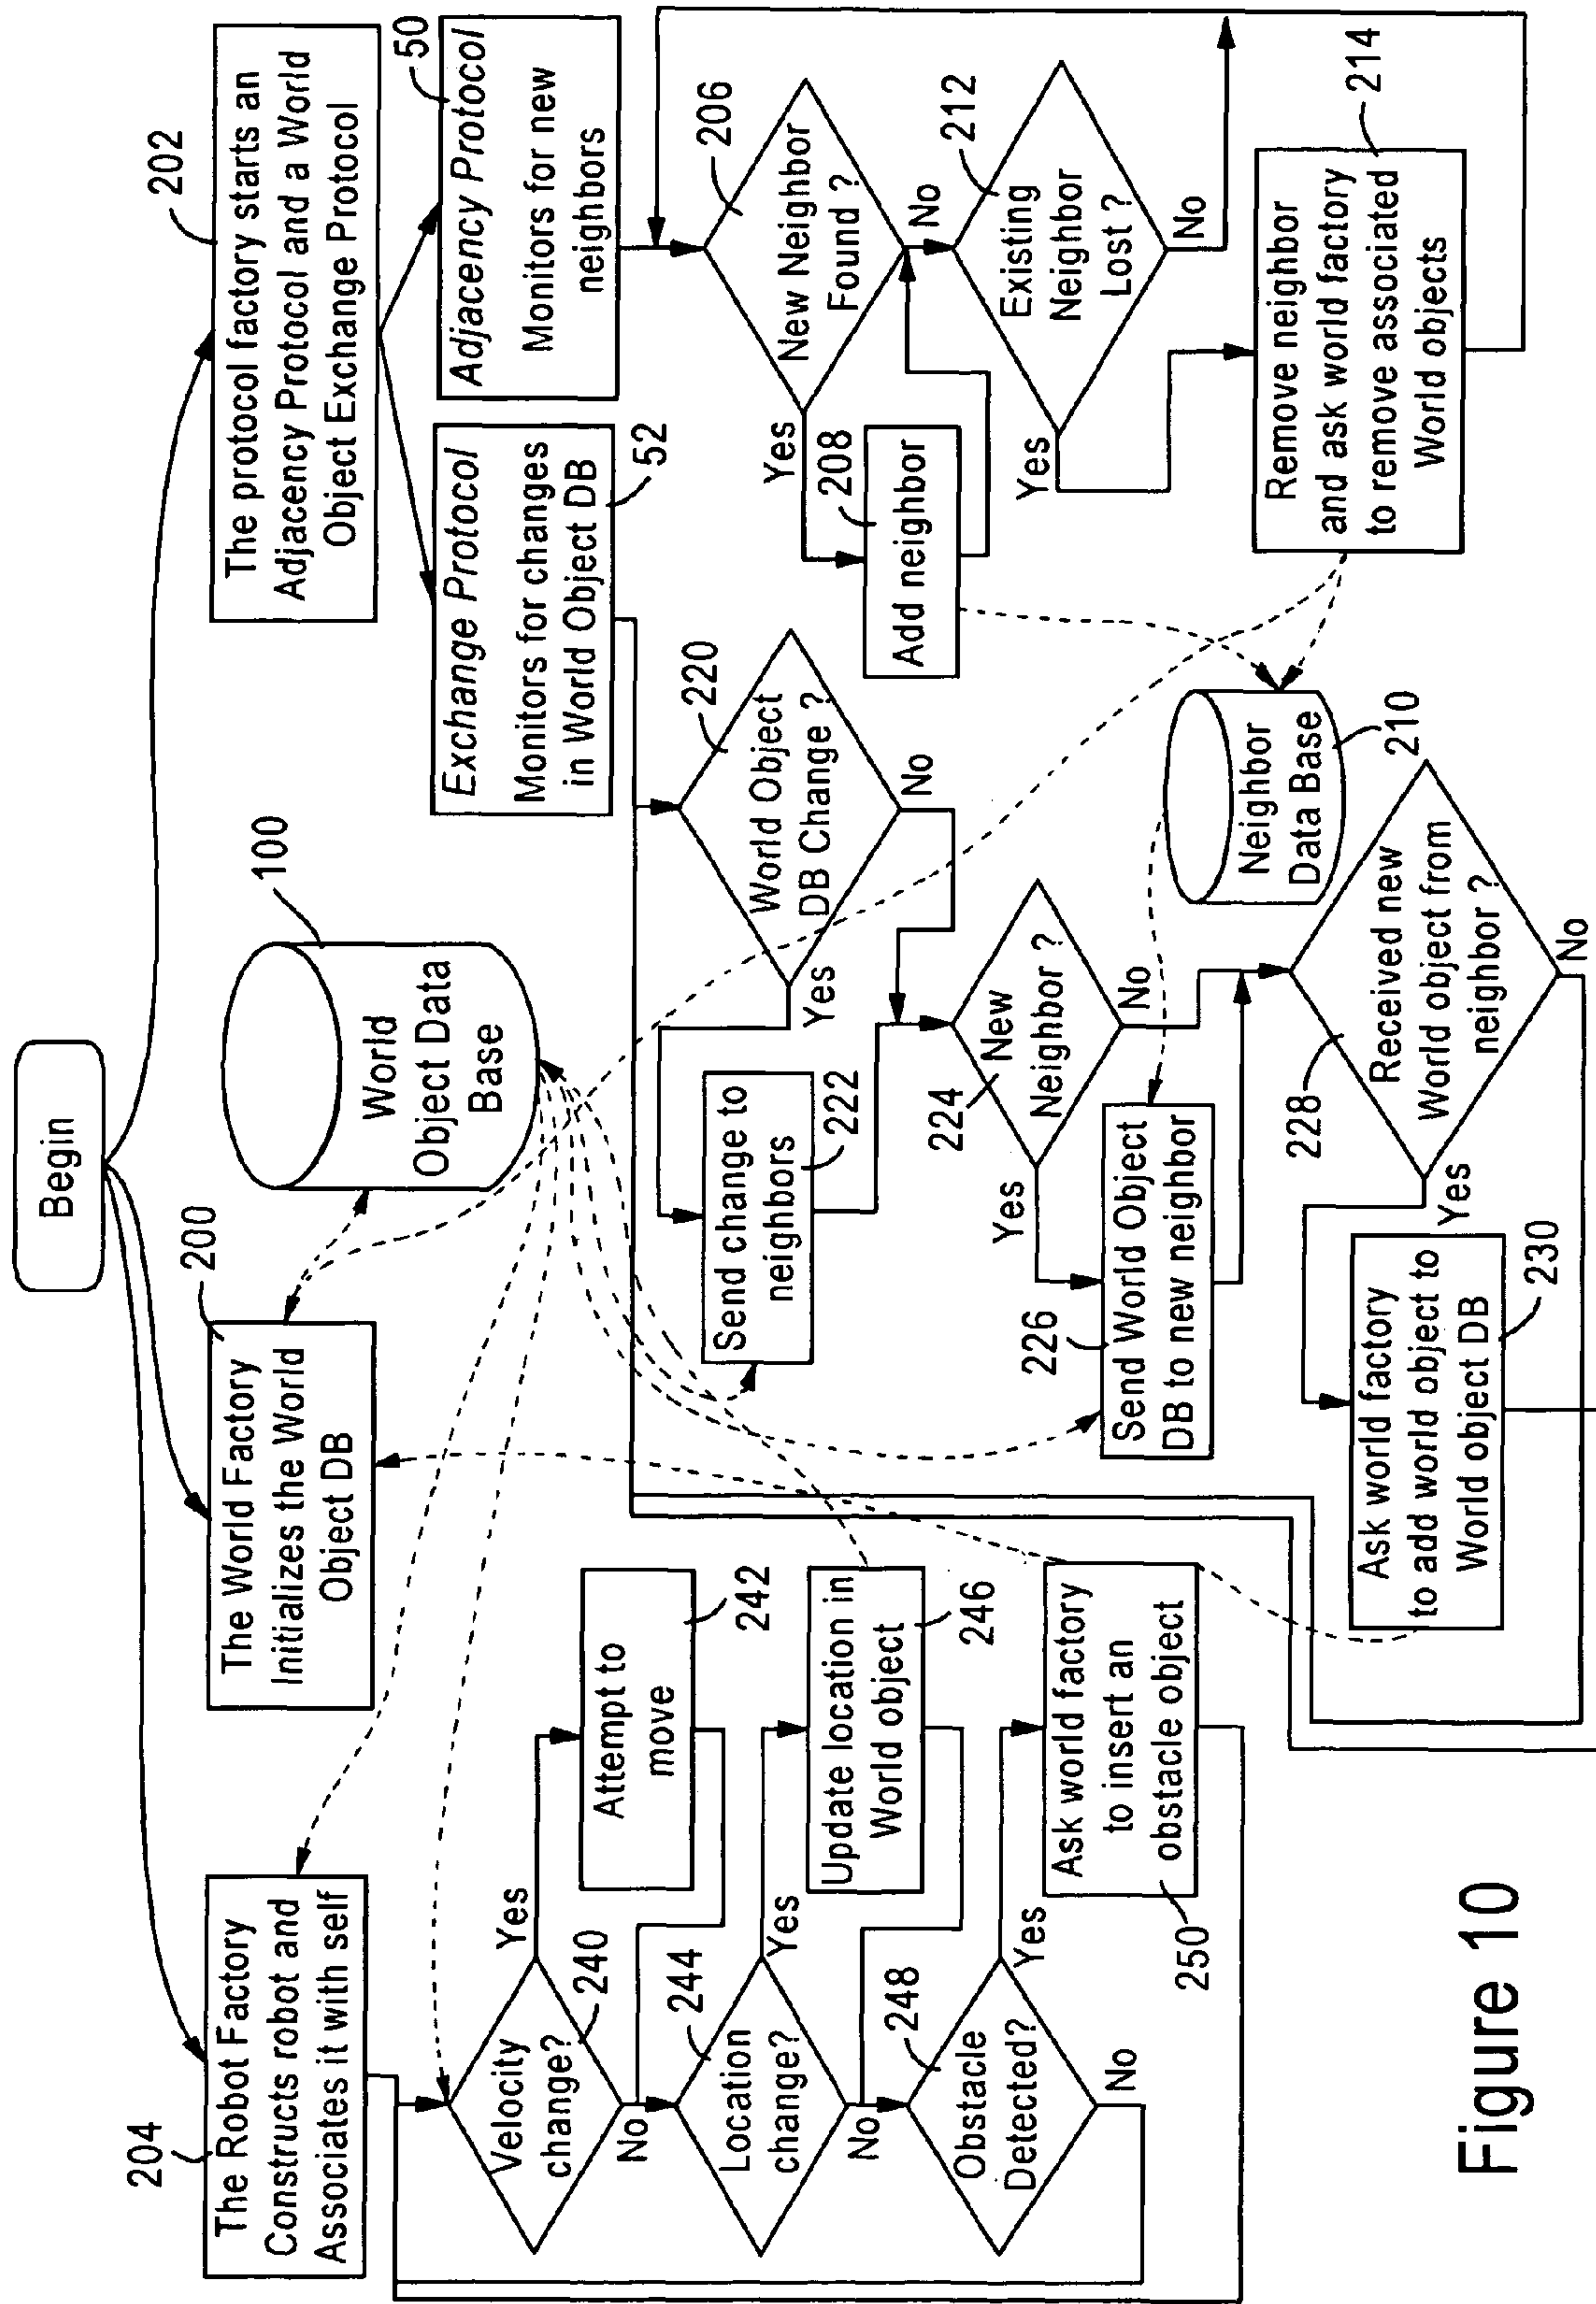 Begin
204
The Robot Factory
Constructs robot and
Associates it with self
200
The World Factory
Initializes the World
Object DB
100
World
Object Data
Base
202
The protocol factory starts an
Adjacency Protocol and a World
Object Exchange Protocol
Velocity
change?
240
Yes
No
Attempt to
move
242
Location
change?
244
Yes
No
Update location in
World object
246
Obstacle
Detected?
248
Yes
No
Ask world factory
to insert an
obstacle object
250
Exchange Protocol
Monitors for changes
in World Object DB
52
World Object
DB Change ?
220
Yes
No
Send change to
neighbors
222
New
Neighbor ?
224
Yes
No
Send World Object
DB to new neighbor
226
Received new
World object from
neighbor ?
228
Yes
No
Ask world factory
to add world object to
World object DB
230
Adjacency Protocol
Monitors for new
neighbors
50
New Neighbor
Found ?
206
Yes
No
Add neighbor
208
Existing
Neighbor
Lost ?
212
Yes
No
Remove neighbor
and ask world factory
to remove associated
World objects
214
Neighbor
Data Base
210
Figure 10